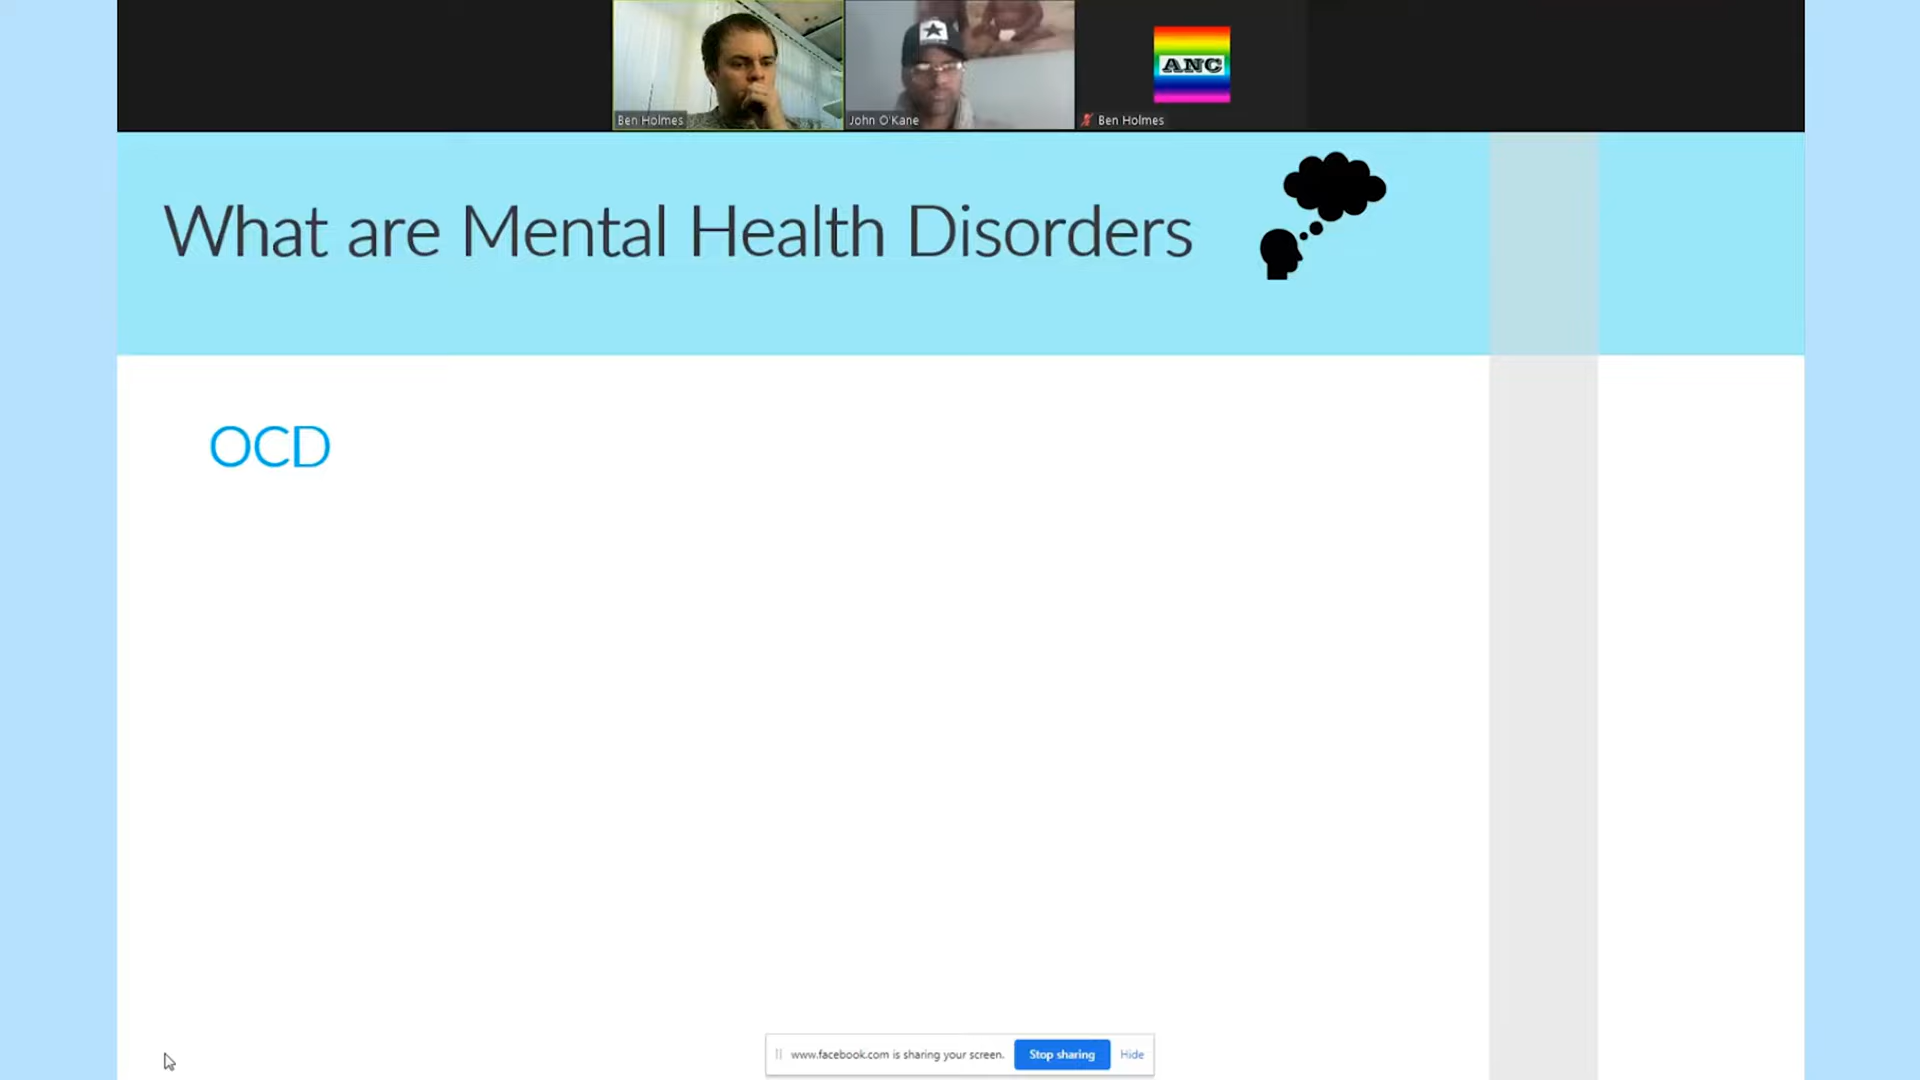 Ben Holmes
John O'Kane
ANC
Ben Holmes
What are Mental Health Disorders
OCD
www.facebook.com is sharing your screen.
Stop sharing
Hide